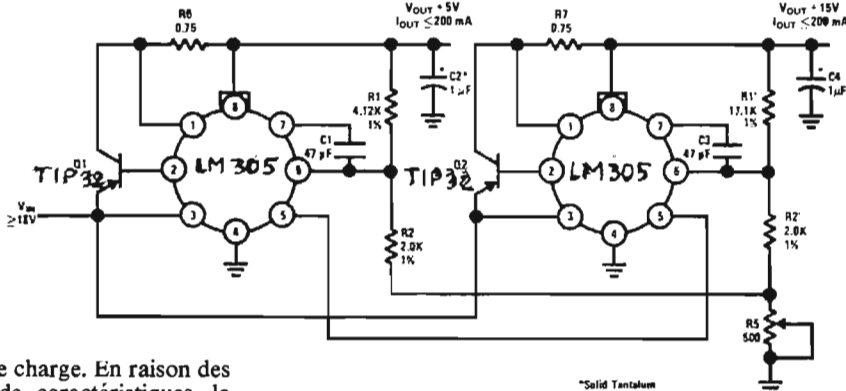 R6
0.75
VOUT + 5V
IOUT ≤200 mA
R7
0.75
VOUT + 15V
IOUT ≤200 mA
C2*
1 µF
C4
1µF
R1
4.12K
1%
R1'
17.1K
1%
8
1
7
2
LM305
6
3
5
4
C1
47 pF
8
1
7
2
LM305
6
3
5
4
C3
47 pF
Q1
TIP32
Q2
TIP32
VIN
≥18V
R2
2.0K
1%
R2'
2.0K
1%
R5
500
*Solid Tantalum
e charge. En raison des
de caractéristiques, le